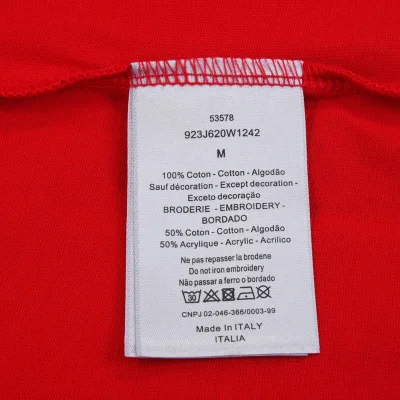 53578
923J620W1242
M
100% Coton - Cotton - Algodão
Sauf décoration - Except decoration -
Exceto decoração
BRODERIE - EMBROIDERY -
BORDADO
50% Coton - Cotton - Algodão
50% Acrylique - Acrylic - Acrilico
Ne pas repasser la brodene
Do not iron embroidery
Não passar a ferro o bordado
30
CNPJ 02-046-366/0003-99
Made In ITALY
ITALIA